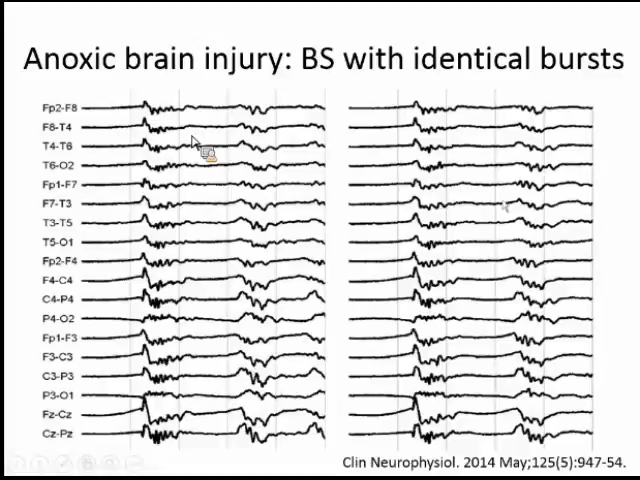 Anoxic brain injury: BS with identical bursts
Fp2-F8
F8-T4
T4-T6
T6-O2
Fp1-F7
F7-T3
T3-T5
T5-O1
Fp2-F4
F4-C4
C4-P4
P4-O2
Fp1-F3
F3-C3
C3-P3
P3-O1
Fz-Cz
Cz-Pz
Clin Neurophysiol. 2014 May;125(5):947-54.